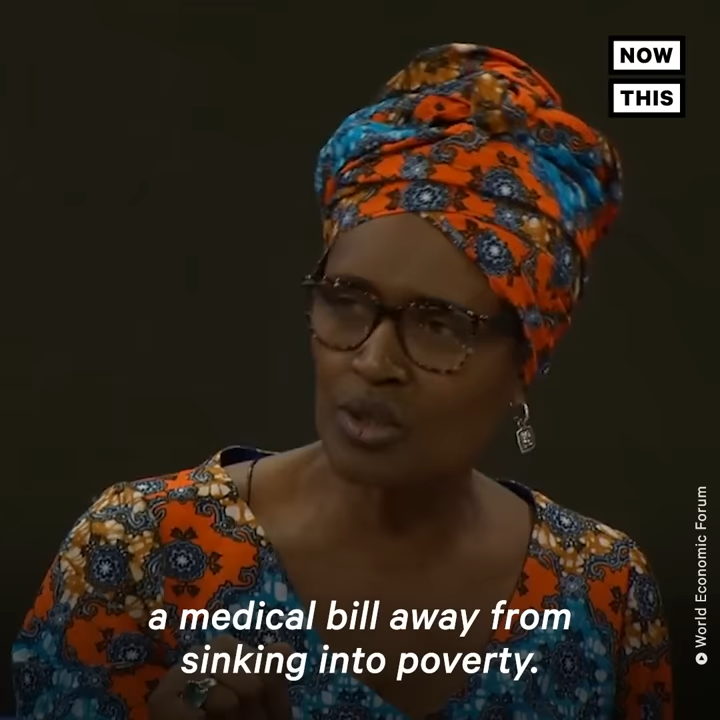 NOW
THIS
World Economic Forum
a medical bill away from
sinking into poverty.